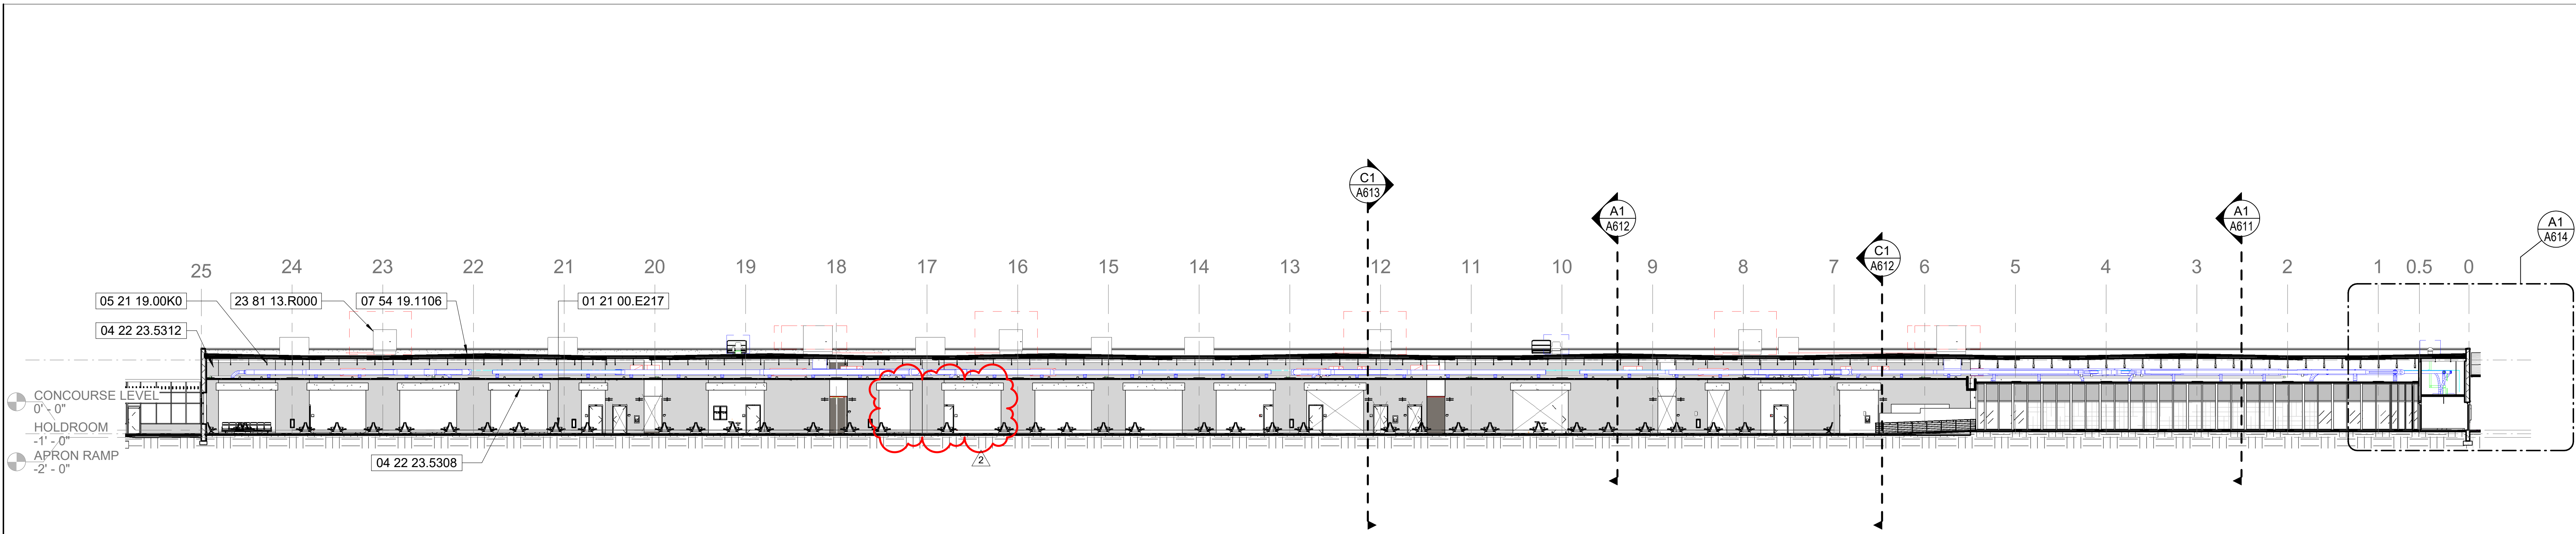 C1
A613
A1
A612
A1
A611
A1
A614
C1
A612
25 24 23 22 21 20 19 18 17 16 15 14 13 12 11 10 9 8 7 6 5 4 3 2 1 0.5 0
05 21 19.00K0
23 81 13.R000
07 54 19.1106
01 21 00.E217
04 22 23.5312
CONCOURSE LEVEL
0' - 0"
HOLDROOM
-1' - 0"
APRON RAMP
-2' - 0"
04 22 23.5308
2